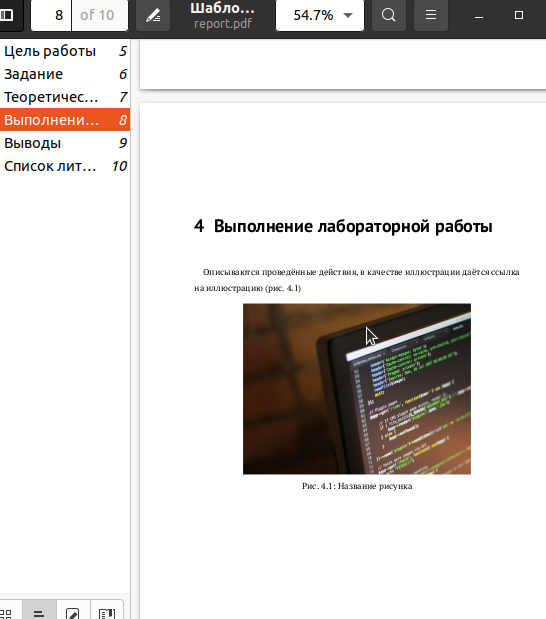 8 of 10
Шабло...
report.pdf
54.7%
Цель работы 5
Задание 6
Теоретичес... 7
Выполнени... 8
Выводы 9
Список лит... 10
4 Выполнение лабораторной работы
Описываются проведённые действия, в качестве иллюстрации даётся ссылка
на иллюстрацию (рис. 4.1)
Рис. 4.1: Название рисунка